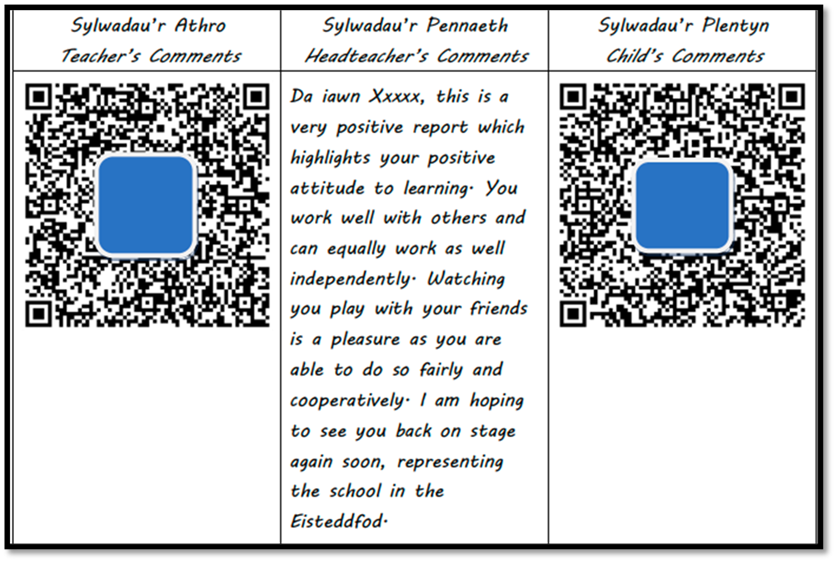 Sylwadau'r Athro
Teacher's Comments
Sylwadau'r Pennaeth
Headteacher's Comments
Da iawn Xxxxx, this is a
very positive report which
highlights your positive
attitude to learning. You
work well with others and
can equally work as well
independently. Watching
you play with your friends
is a pleasure as you are
able to do so fairly and
cooperatively. I am hoping
to see you back on stage
again soon, representing
the school in the
Eisteddfod.
Sylwadau'r Plentyn
Child's Comments